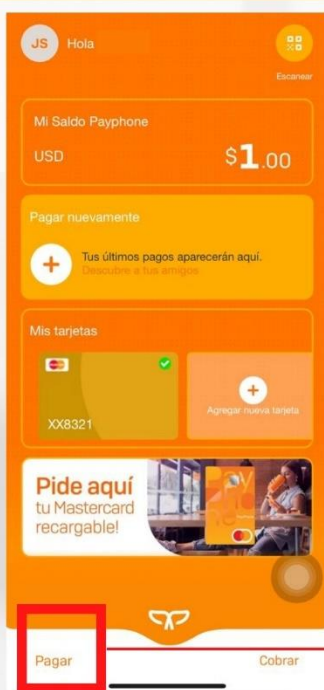 JS Hola
Escanear
Mi Saldo Payphone
USD $1.00
Pagar nuevamente
Tus últimos pagos aparecerán aquí.
Descubre a tus amigos
Mis tarjetas
XX8321
Agregar nueva tarjeta
Pide aquí
tu Mastercard
recargable!
Pagar Cobrar